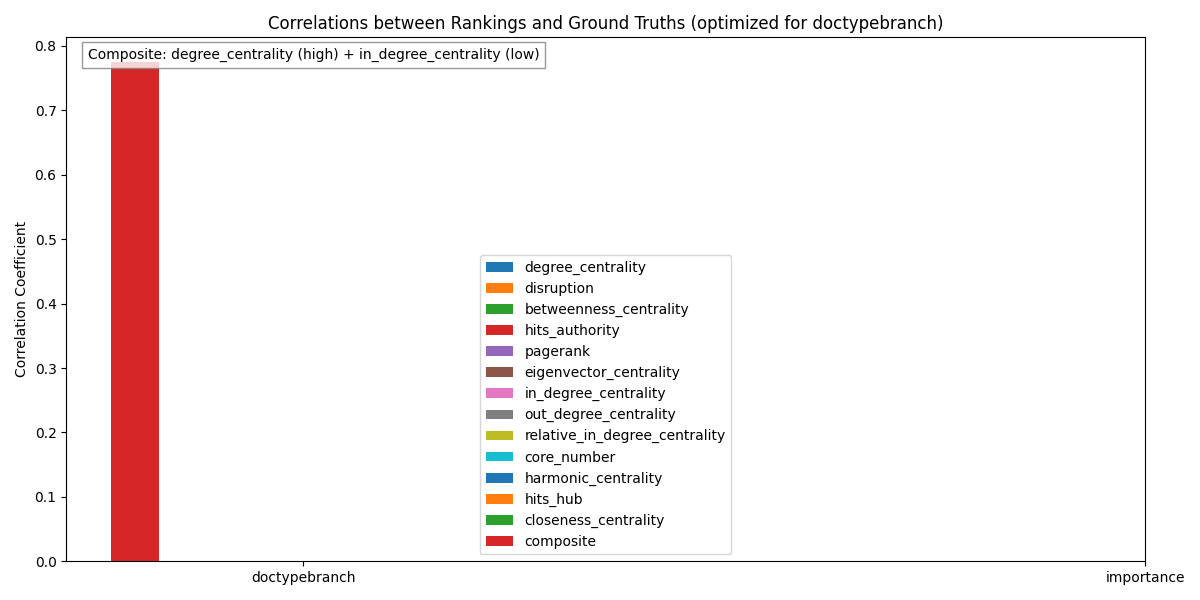 Correlations between Rankings and Ground Truths (optimized for doctypebranch)
Composite: degree_centrality (high) + in_degree_centrality (low)
Correlation Coefficient
0.8
0.7
0.6
0.5
0.4
0.3
0.2
0.1
0.0
degree_centrality
disruption
betweenness_centrality
hits_authority
pagerank
eigenvector_centrality
in_degree_centrality
out_degree_centrality
relative_in_degree_centrality
core_number
harmonic_centrality
hits_hub
closeness_centrality
composite
doctypebranch
importance